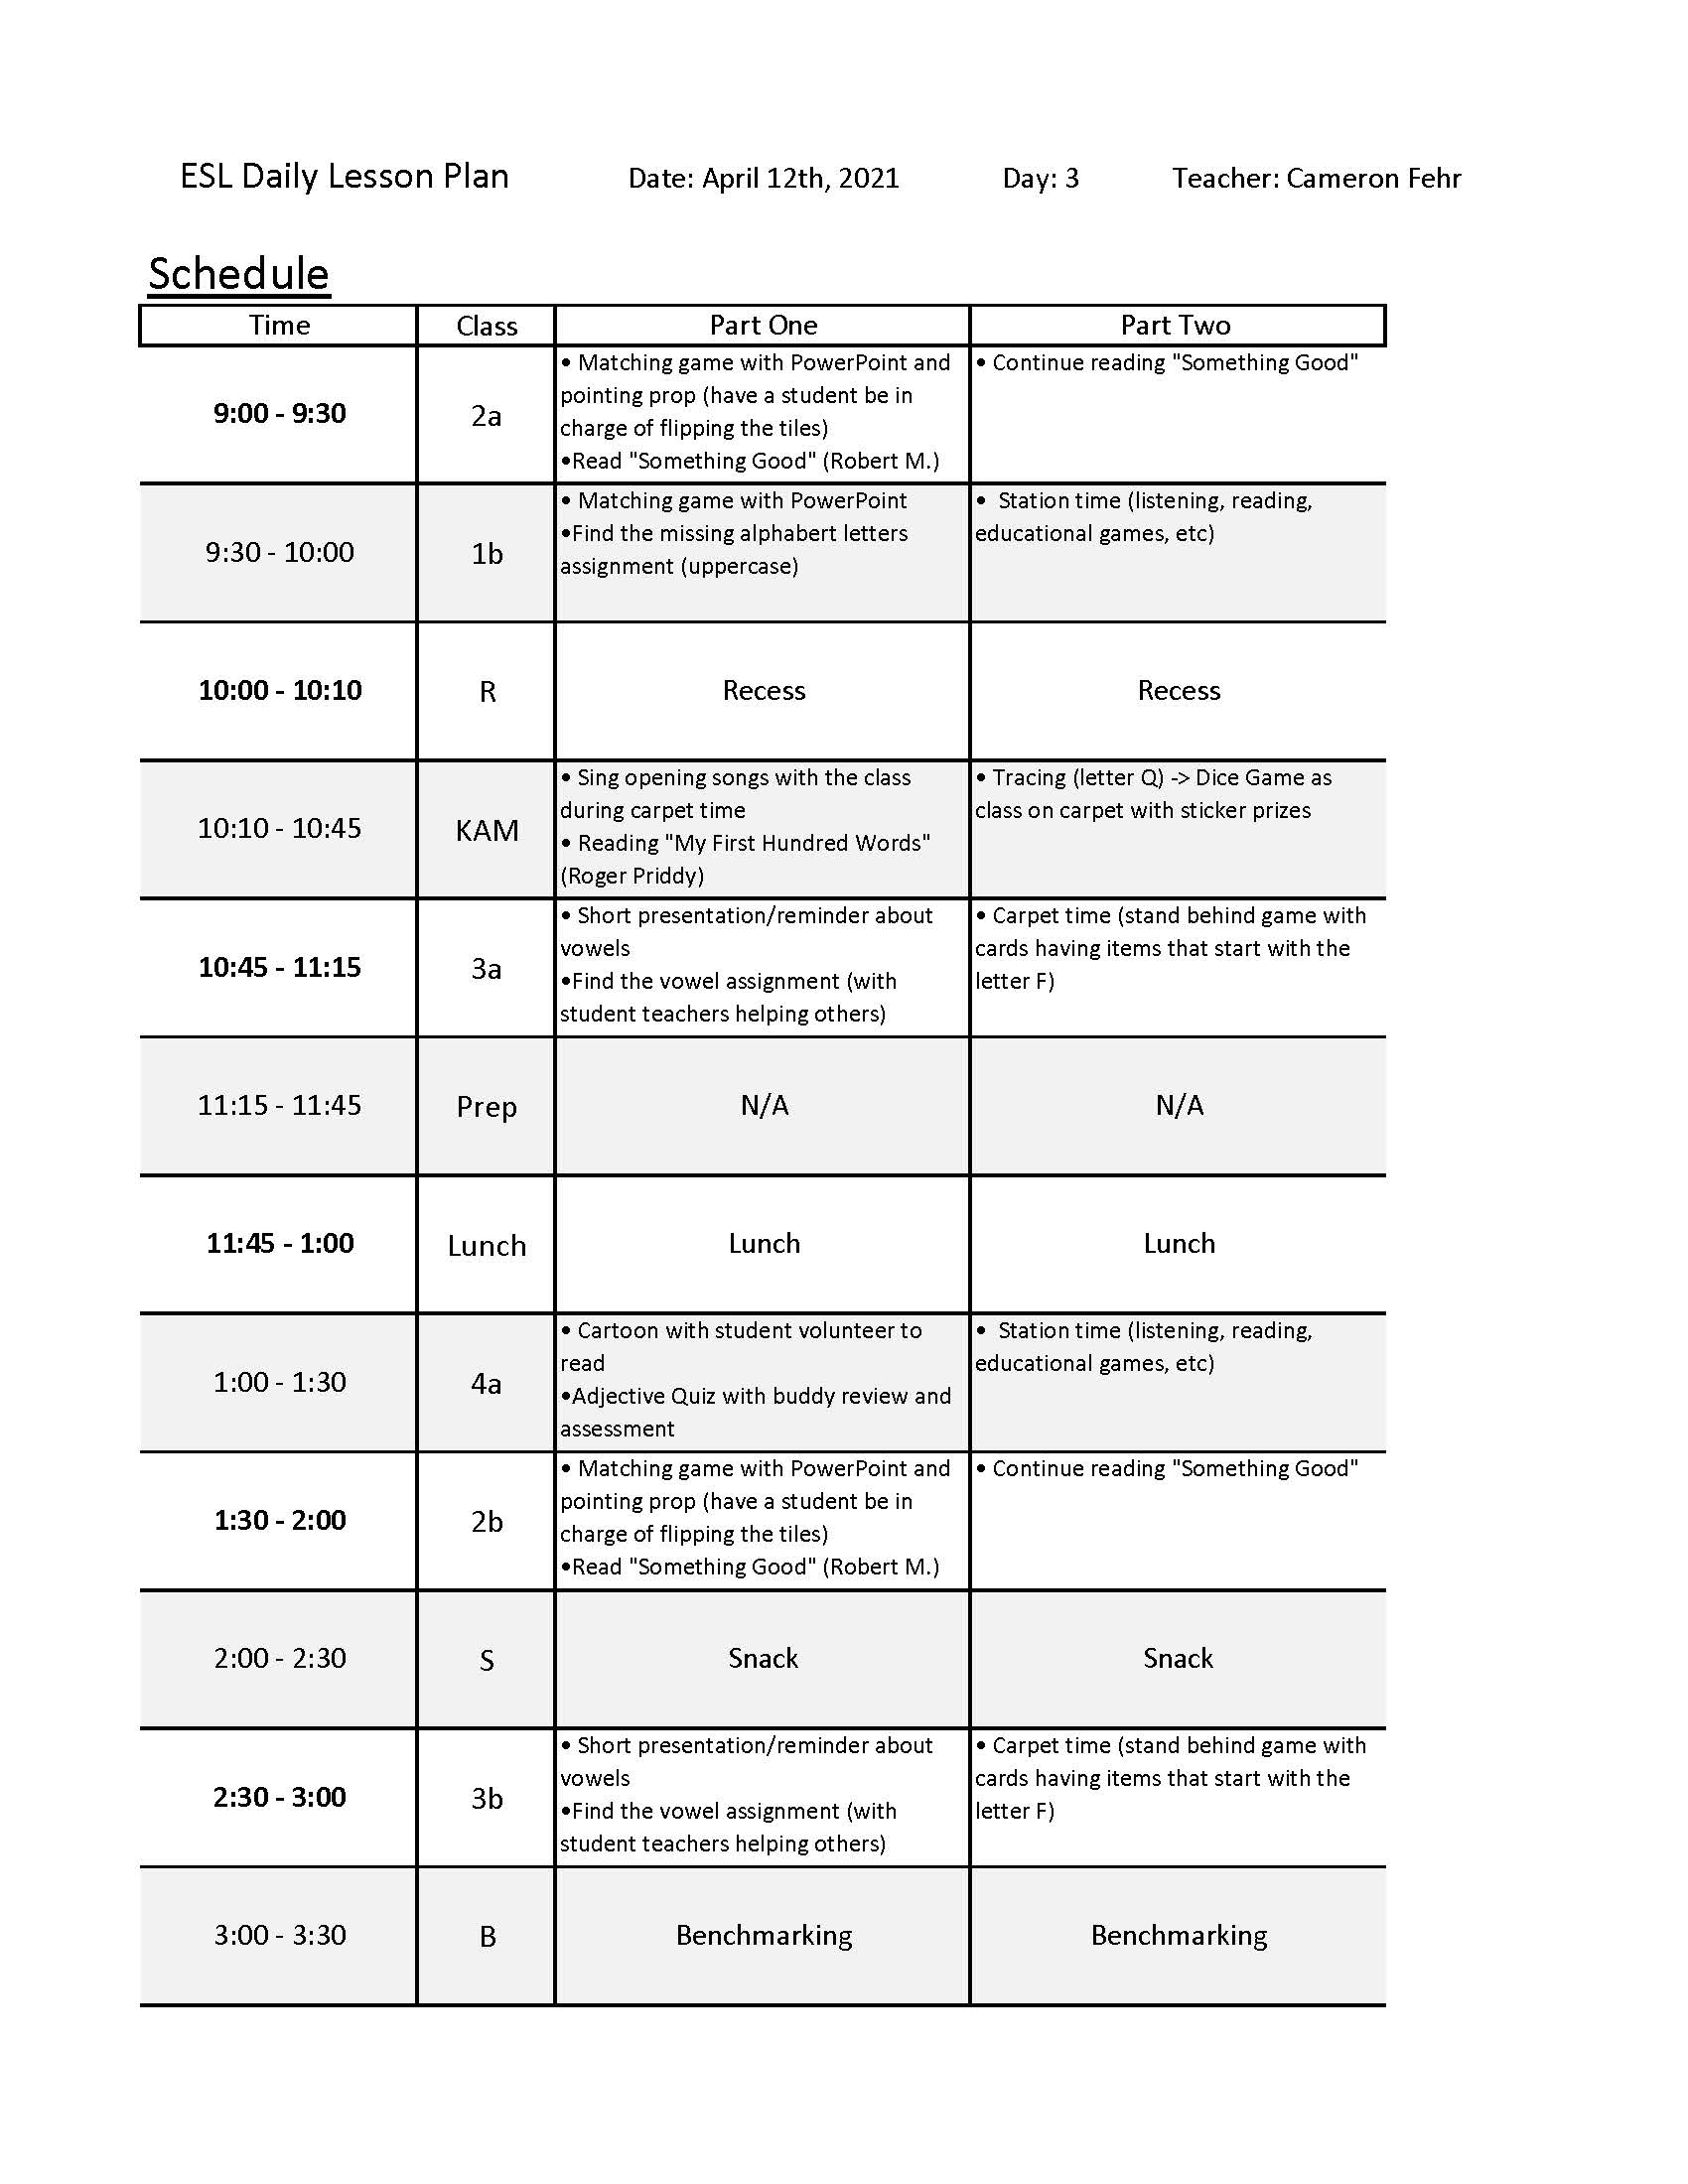 ESL Daily Lesson Plan Date: April 12th, 2021 Day: 3 Teacher: Cameron Fehr
Schedule
Time Class Part One Part Two
9:00 - 9:30
2a
• Matching game with PowerPoint and
pointing prop (have a student be in
charge of flipping the tiles)
•Read "Something Good" (Robert M.)
• Continue reading "Something Good"
9:30 - 10:00
1b
• Matching game with PowerPoint
•Find the missing alphabert letters
assignment (uppercase)
• Station time (listening, reading,
educational games, etc)
10:00 - 10:10
R
Recess
Recess
10:10 - 10:45
KAM
• Sing opening songs with the class
during carpet time
• Reading "My First Hundred Words"
(Roger Priddy)
• Tracing (letter Q) -> Dice Game as
class on carpet with sticker prizes
10:45 - 11:15
3a
• Short presentation/reminder about
vowels
•Find the vowel assignment (with
student teachers helping others)
• Carpet time (stand behind game with
cards having items that start with the
letter F)
11:15 - 11:45
Prep
N/A
N/A
11:45 - 1:00
Lunch
Lunch
Lunch
1:00 - 1:30
4a
• Cartoon with student volunteer to
read
•Adjective Quiz with buddy review and
assessment
• Station time (listening, reading,
educational games, etc)
1:30 - 2:00
2b
• Matching game with PowerPoint and
pointing prop (have a student be in
charge of flipping the tiles)
•Read "Something Good" (Robert M.)
• Continue reading "Something Good"
2:00 - 2:30
S
Snack
Snack
2:30 - 3:00
3b
• Short presentation/reminder about
vowels
•Find the vowel assignment (with
student teachers helping others)
• Carpet time (stand behind game with
cards having items that start with the
letter F)
3:00 - 3:30
B
Benchmarking
Benchmarking